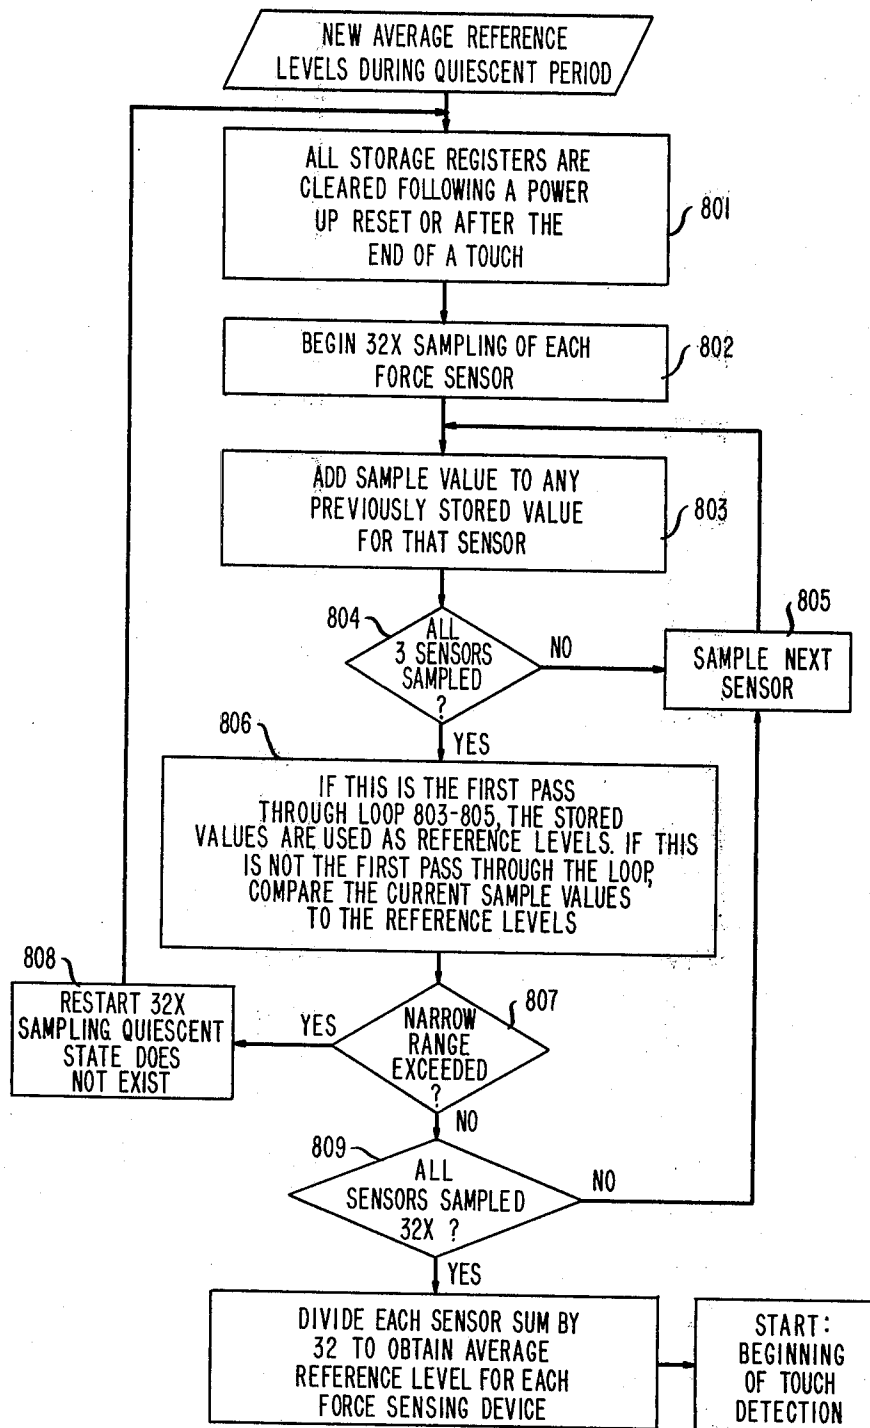 NEW AVERAGE REFERENCE
LEVELS DURING QUIESCENT PERIOD
ALL STORAGE REGISTERS ARE
CLEARED FOLLOWING A POWER
UP RESET OR AFTER THE
END OF A TOUCH
801
BEGIN 32X SAMPLING OF EACH
FORCE SENSOR
802
ADD SAMPLE VALUE TO ANY
PREVIOUSLY STORED VALUE
FOR THAT SENSOR
803
804
ALL
3 SENSORS
SAMPLED
?
NO
805
SAMPLE NEXT
SENSOR
YES
806
IF THIS IS THE FIRST PASS
THROUGH LOOP 803-805, THE STORED
VALUES ARE USED AS REFERENCE LEVELS. IF THIS
IS NOT THE FIRST PASS THROUGH THE LOOP,
COMPARE THE CURRENT SAMPLE VALUES
TO THE REFERENCE LEVELS
808
RESTART 32X
SAMPLING QUIESCENT
STATE DOES
NOT EXIST
YES
807
NARROW
RANGE
EXCEEDED
?
NO
809
ALL
SENSORS SAMPLED
32X ?
NO
YES
DIVIDE EACH SENSOR SUM BY
32 TO OBTAIN AVERAGE
REFERENCE LEVEL FOR EACH
FORCE SENSING DEVICE
START:
BEGINNING
OF TOUCH
DETECTION